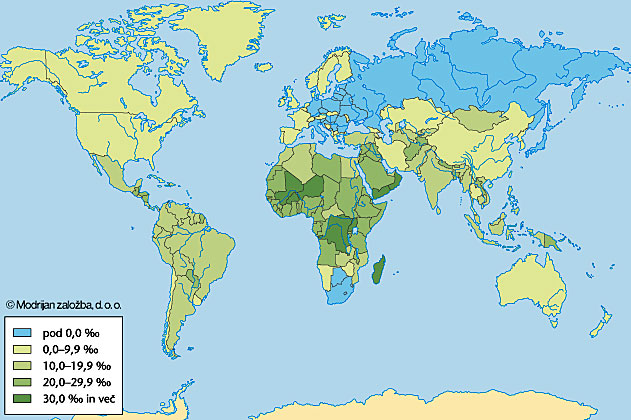 © Modrijan založba, d. o. o.
pod 0,0 ‰
0,0–9,9 ‰
10,0–19,9 ‰
20,0–29,9 ‰
30,0 ‰ in več